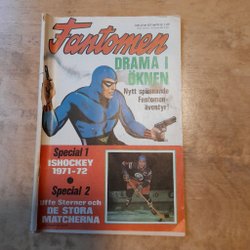 Fantomen
DRAMA I
ÖKNEN
Nytt spännande
Fantomen-
äventyr!
Special 1
ISHOCKEY
1971-72
Special 2
Uffe Sterner och
DE STORA
MATCHERNA